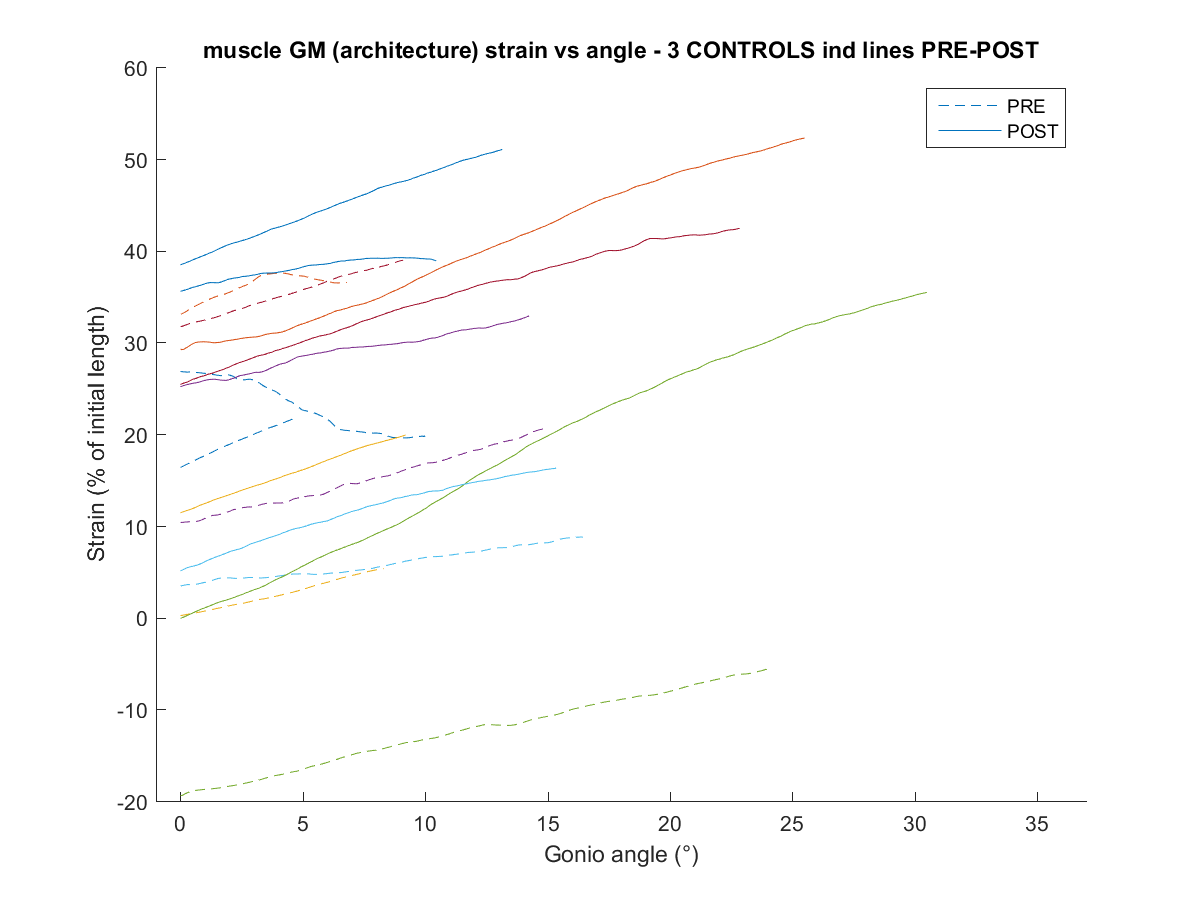 muscle GM (architecture) strain vs angle - 3 CONTROLS ind lines PRE-POST
60
50
40
30
20
10
0
-10
-20
Strain (% of initial length)
PRE
POST
0 5 10 15 20 25 30 35
Gonio angle (°)